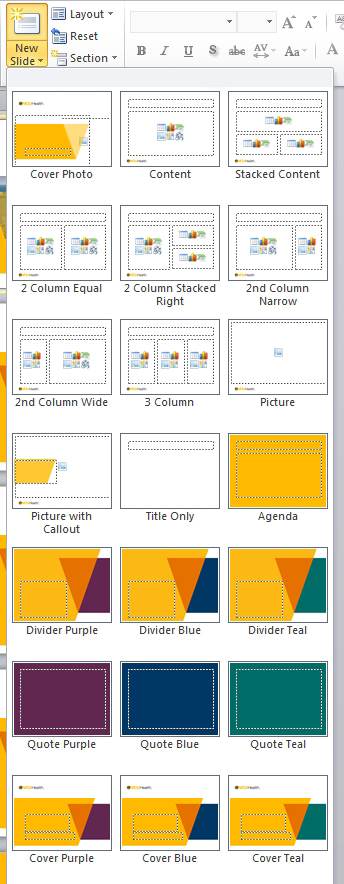 Layout
Reset
New
Slide
Section
B I U S abc AV Aa A
A A
Cover Photo
Content
Stacked Content
2 Column Equal
2 Column Stacked
Right
2nd Column
Narrow
2nd Column Wide
3 Column
Picture
Picture with
Callout
Title Only
Agenda
Divider Purple
Divider Blue
Divider Teal
Quote Purple
Quote Blue
Quote Teal
Cover Purple
Cover Blue
Cover Teal